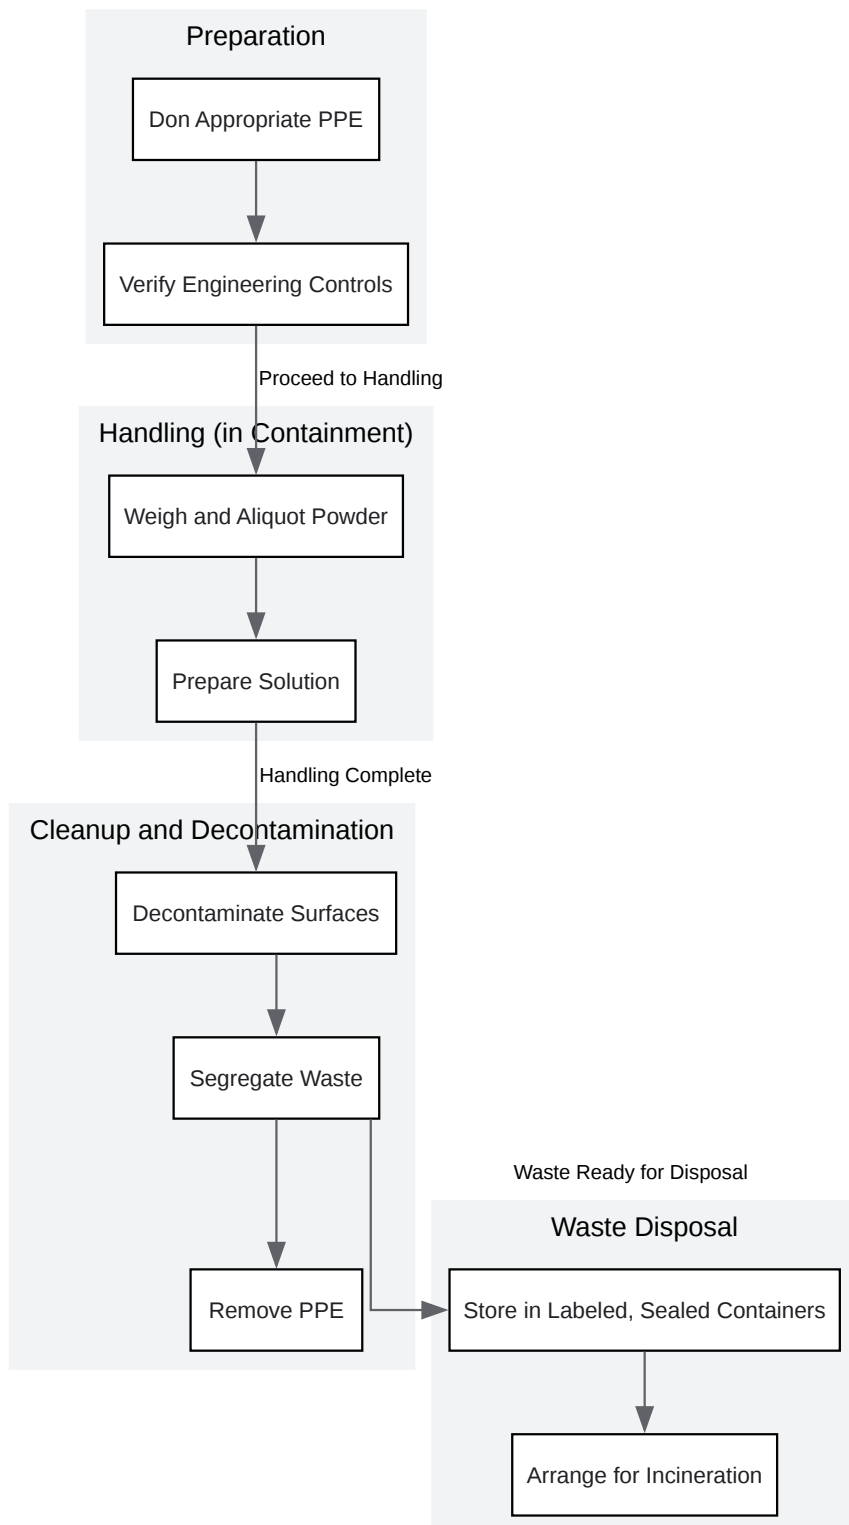 Preparation
Don Appropriate PPE
Verify Engineering Controls
Proceed to Handling
Handling (in Containment)
Weigh and Aliquot Powder
Prepare Solution
Handling Complete
Cleanup and Decontamination
Decontaminate Surfaces
Segregate Waste
Waste Ready for Disposal
Waste Disposal
Remove PPE
Store in Labeled, Sealed Containers
Arrange for Incineration